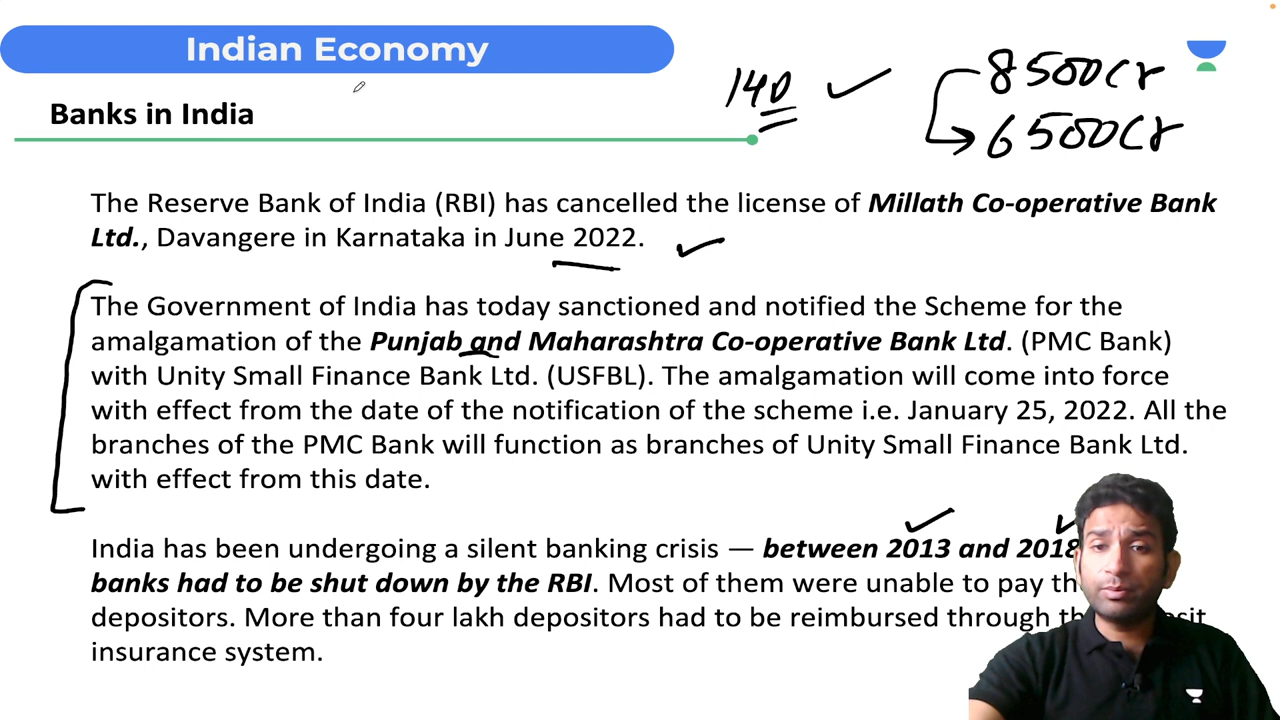 Indian Economy
Banks in India
140
8500Cr
6500Cr
The Reserve Bank of India (RBI) has cancelled the license of Millath Co-operative Bank
Ltd., Davangere in Karnataka in June 2022.
The Government of India has today sanctioned and notified the Scheme for the
amalgamation of the Punjab and Maharashtra Co-operative Bank Ltd. (PMC Bank)
with Unity Small Finance Bank Ltd. (USFBL). The amalgamation will come into force
with effect from the date of the notification of the scheme i.e. January 25, 2022. All the
branches of the PMC Bank will function as branches of Unity Small Finance Bank Ltd.
with effect from this date.
India has been undergoing a silent banking crisis — between 2013 and 2018
banks had to be shut down by the RBI. Most of them were unable to pay
depositors. More than four lakh depositors had to be reimbursed through
insurance system.